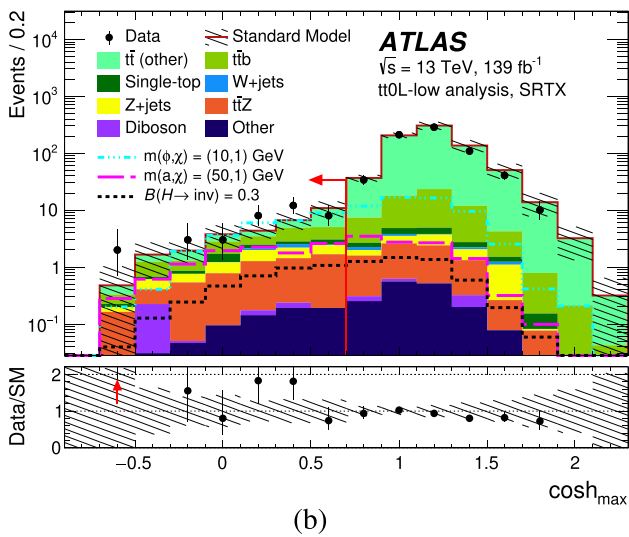 Events / 0.2
10⁴
10³
10²
10
1
10⁻¹
Data
Standard Model
tt̄ (other)
tt̄b
Single-top
W+jets
Z+jets
tt̄Z
Diboson
Other
m(ϕ,χ) = (10,1) GeV
m(a,χ) = (50,1) GeV
B(H→ inv) = 0.3
ATLAS
√s = 13 TeV, 139 fb⁻¹
tt0L-low analysis, SRTX
Data/SM
2
1
0
−0.5 0 0.5 1 1.5 2
cosh_max
(b)